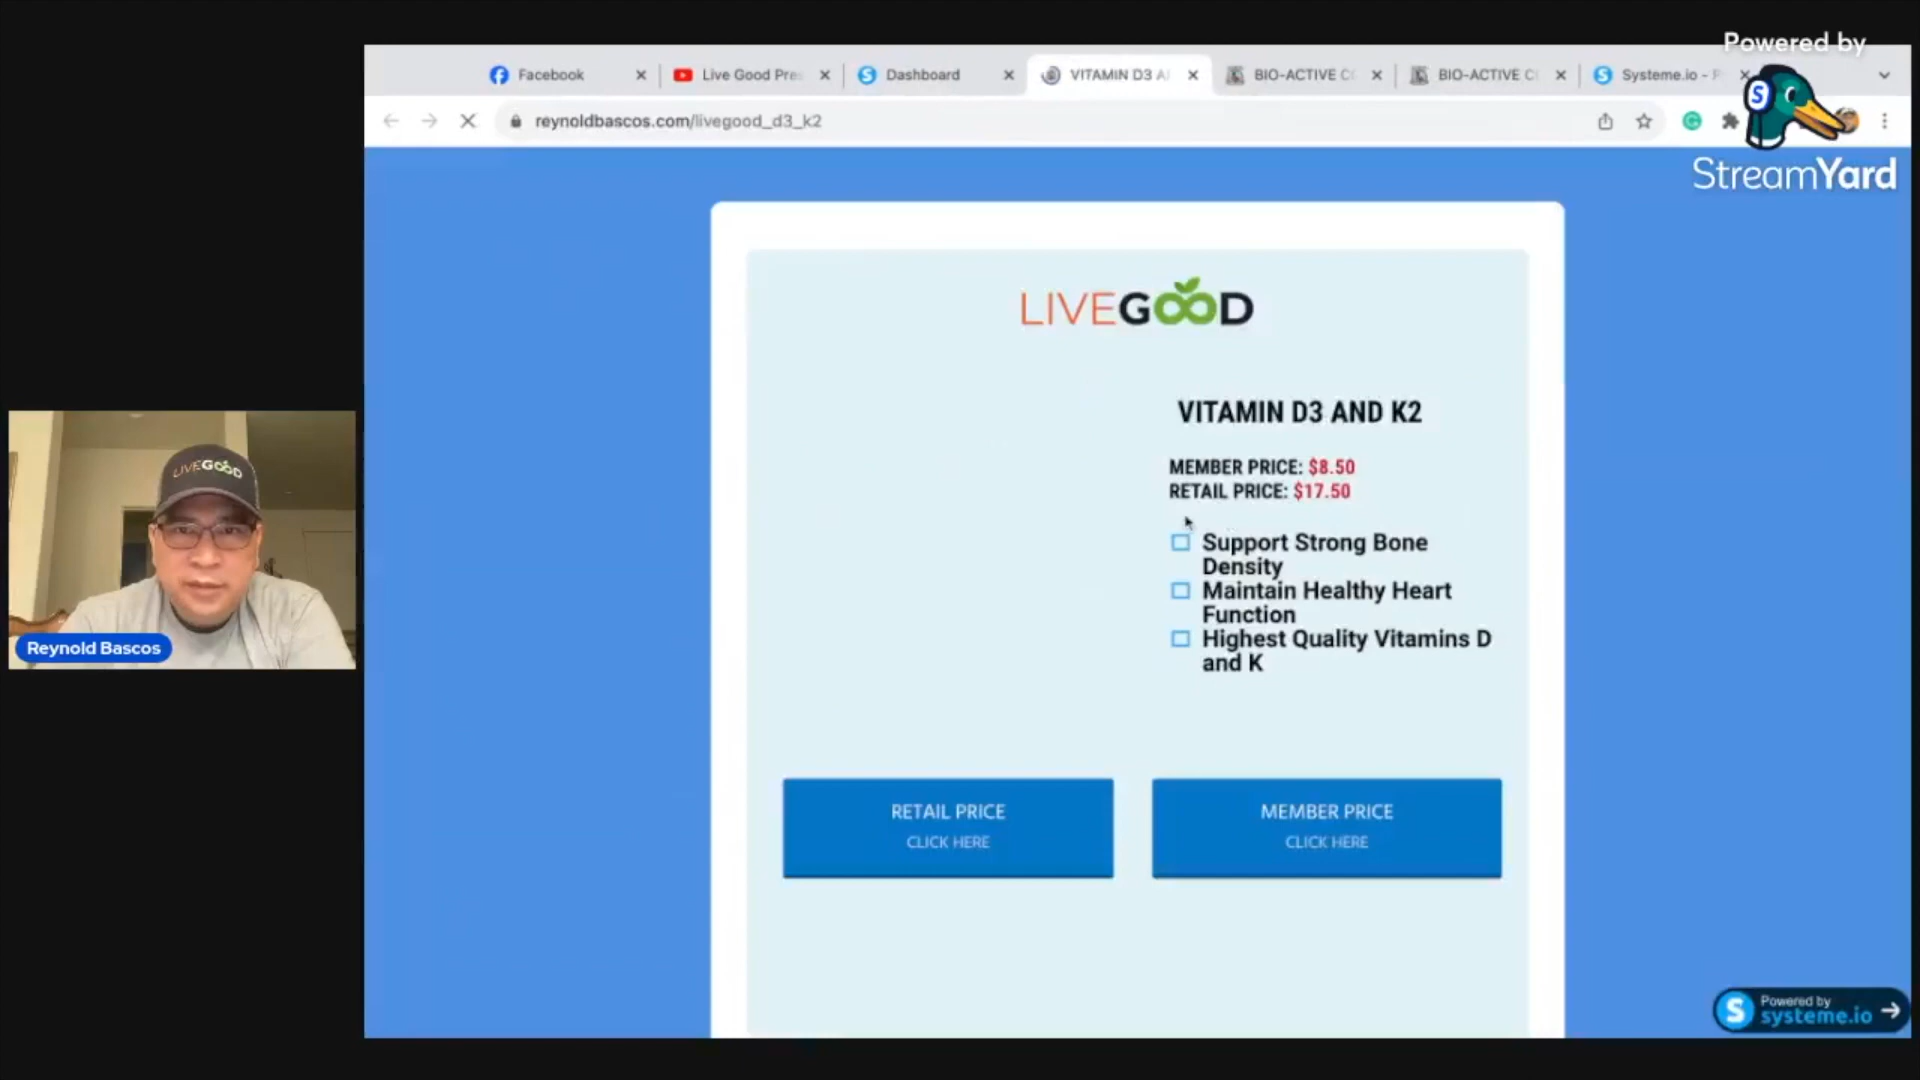 Powered by
StreamYard
Facebook
Live Good Pre
Dashboard
VITAMIN D3 A
BIO-ACTIVE C
BIO-ACTIVE C
Systeme.io -
reynoldbascos.com/livegood_d3_k2
LIVEGOOD
VITAMIN D3 AND K2
MEMBER PRICE: $8.50
RETAIL PRICE: $17.50
Support Strong Bone
Density
Maintain Healthy Heart
Function
Highest Quality Vitamins D
and K
LIVEGOOD
Reynold Bascos
RETAIL PRICE
CLICK HERE
MEMBER PRICE
CLICK HERE
Powered by
systeme.io